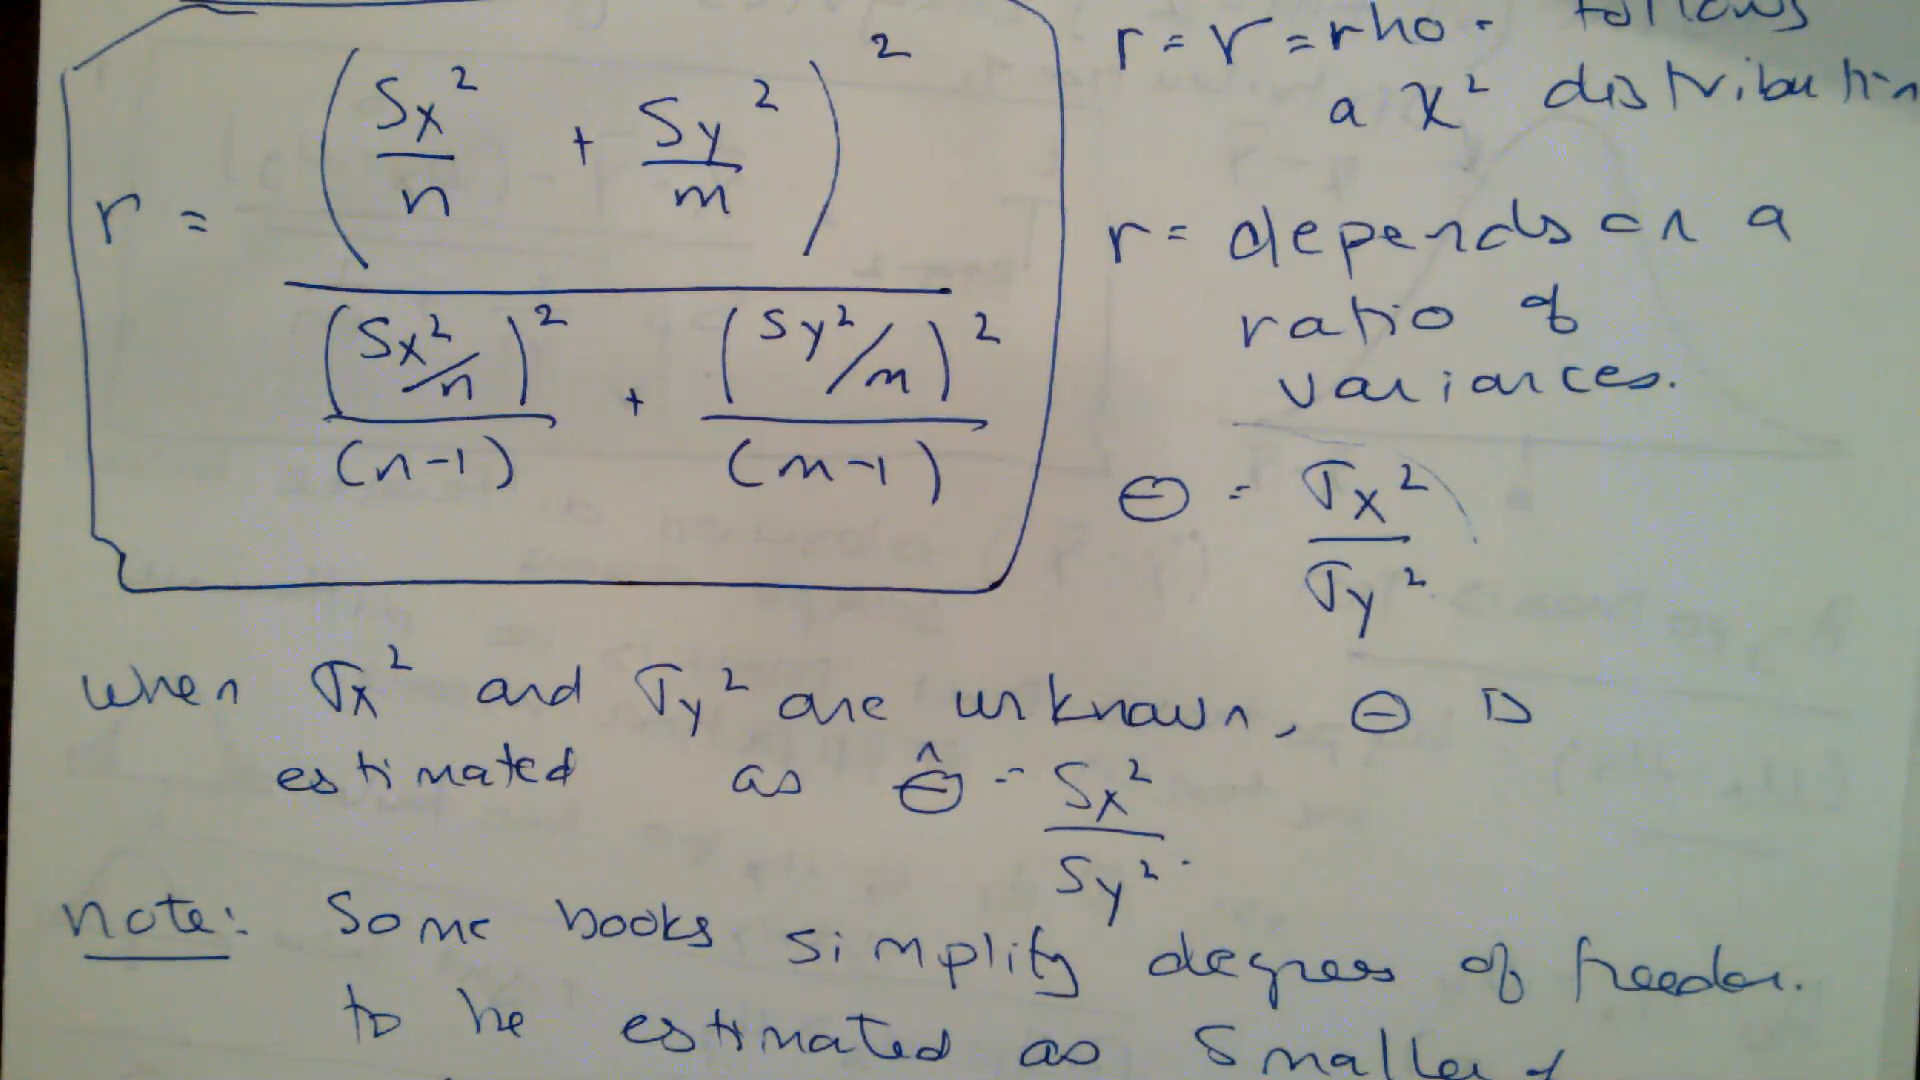 r = r = rho. follows
a χ² distribution
r = ( Sx²/n + Sy²/m )² / ( (Sx²/n)²/(n-1) + (Sy²/m)²/(m-1) )
r = depends on a
ratio of
variances.
Θ = σx²/σy²
when σx² and σy² are unknown, Θ is
estimated as Θ̂ = Sx²/Sy².
note: Some books simplify degrees of freedom.
to be estimated as smaller of